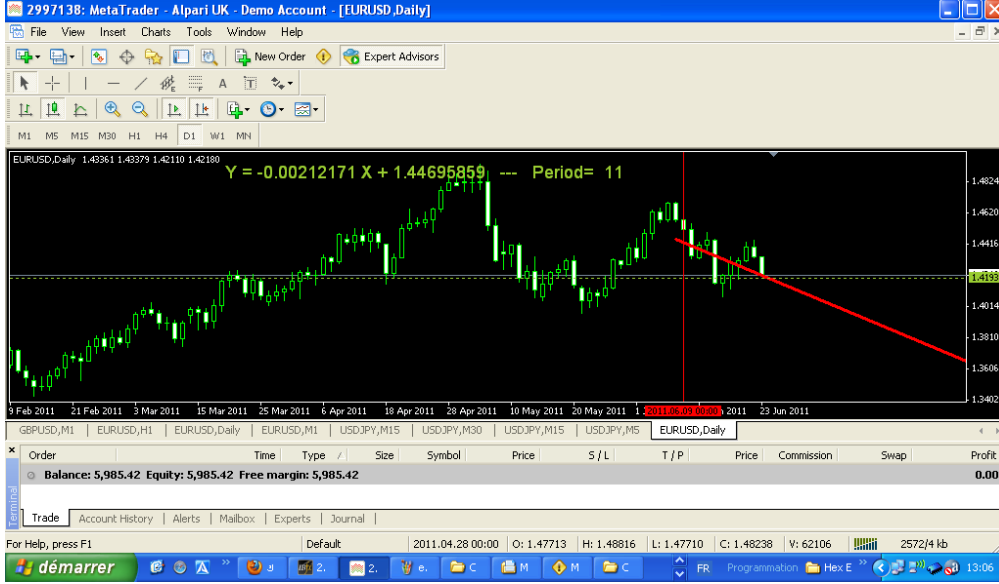 2997138: MetaTrader - Alpari UK - Demo Account - [EURUSD,Daily]
File View Insert Charts Tools Window Help
New Order Expert Advisors
A T
M1 M5 M15 M30 H1 H4 D1 W1 MN
EURUSD,Daily 1.43361 1.43379 1.42110 1.42180
Y = -0.00212171 X + 1.44695859 --- Period= 11
1.4824
1.4620
1.4416
1.4193
1.4014
1.3810
1.3606
1.3402
9 Feb 2011 21 Feb 2011 3 Mar 2011 15 Mar 2011 25 Mar 2011 6 Apr 2011 18 Apr 2011 28 Apr 2011 10 May 2011 20 May 2011 1 2011.06.09 00:00 2011 23 Jun 2011
GBPUSD,M1 | EURUSD,H1 | EURUSD,Daily | EURUSD,M1 | USDJPY,M15 | USDJPY,M30 | USDJPY,M15 | USDJPY,M5 EURUSD,Daily
Order Time Type / Size Symbol Price S / L T / P Price Commission Swap Profit
Balance: 5,985.42 Equity: 5,985.42 Free margin: 5,985.42 0.00
Terminal
Trade Account History | Alerts | Mailbox | Experts | Journal |
For Help, press F1 Default 2011.04.28 00:00 O: 1.47713 H: 1.48816 L: 1.47710 C: 1.48238 V: 62106 2572/4 kb
démarrer 2. 2. e. C M M C FR Programmation Hex E 13:06